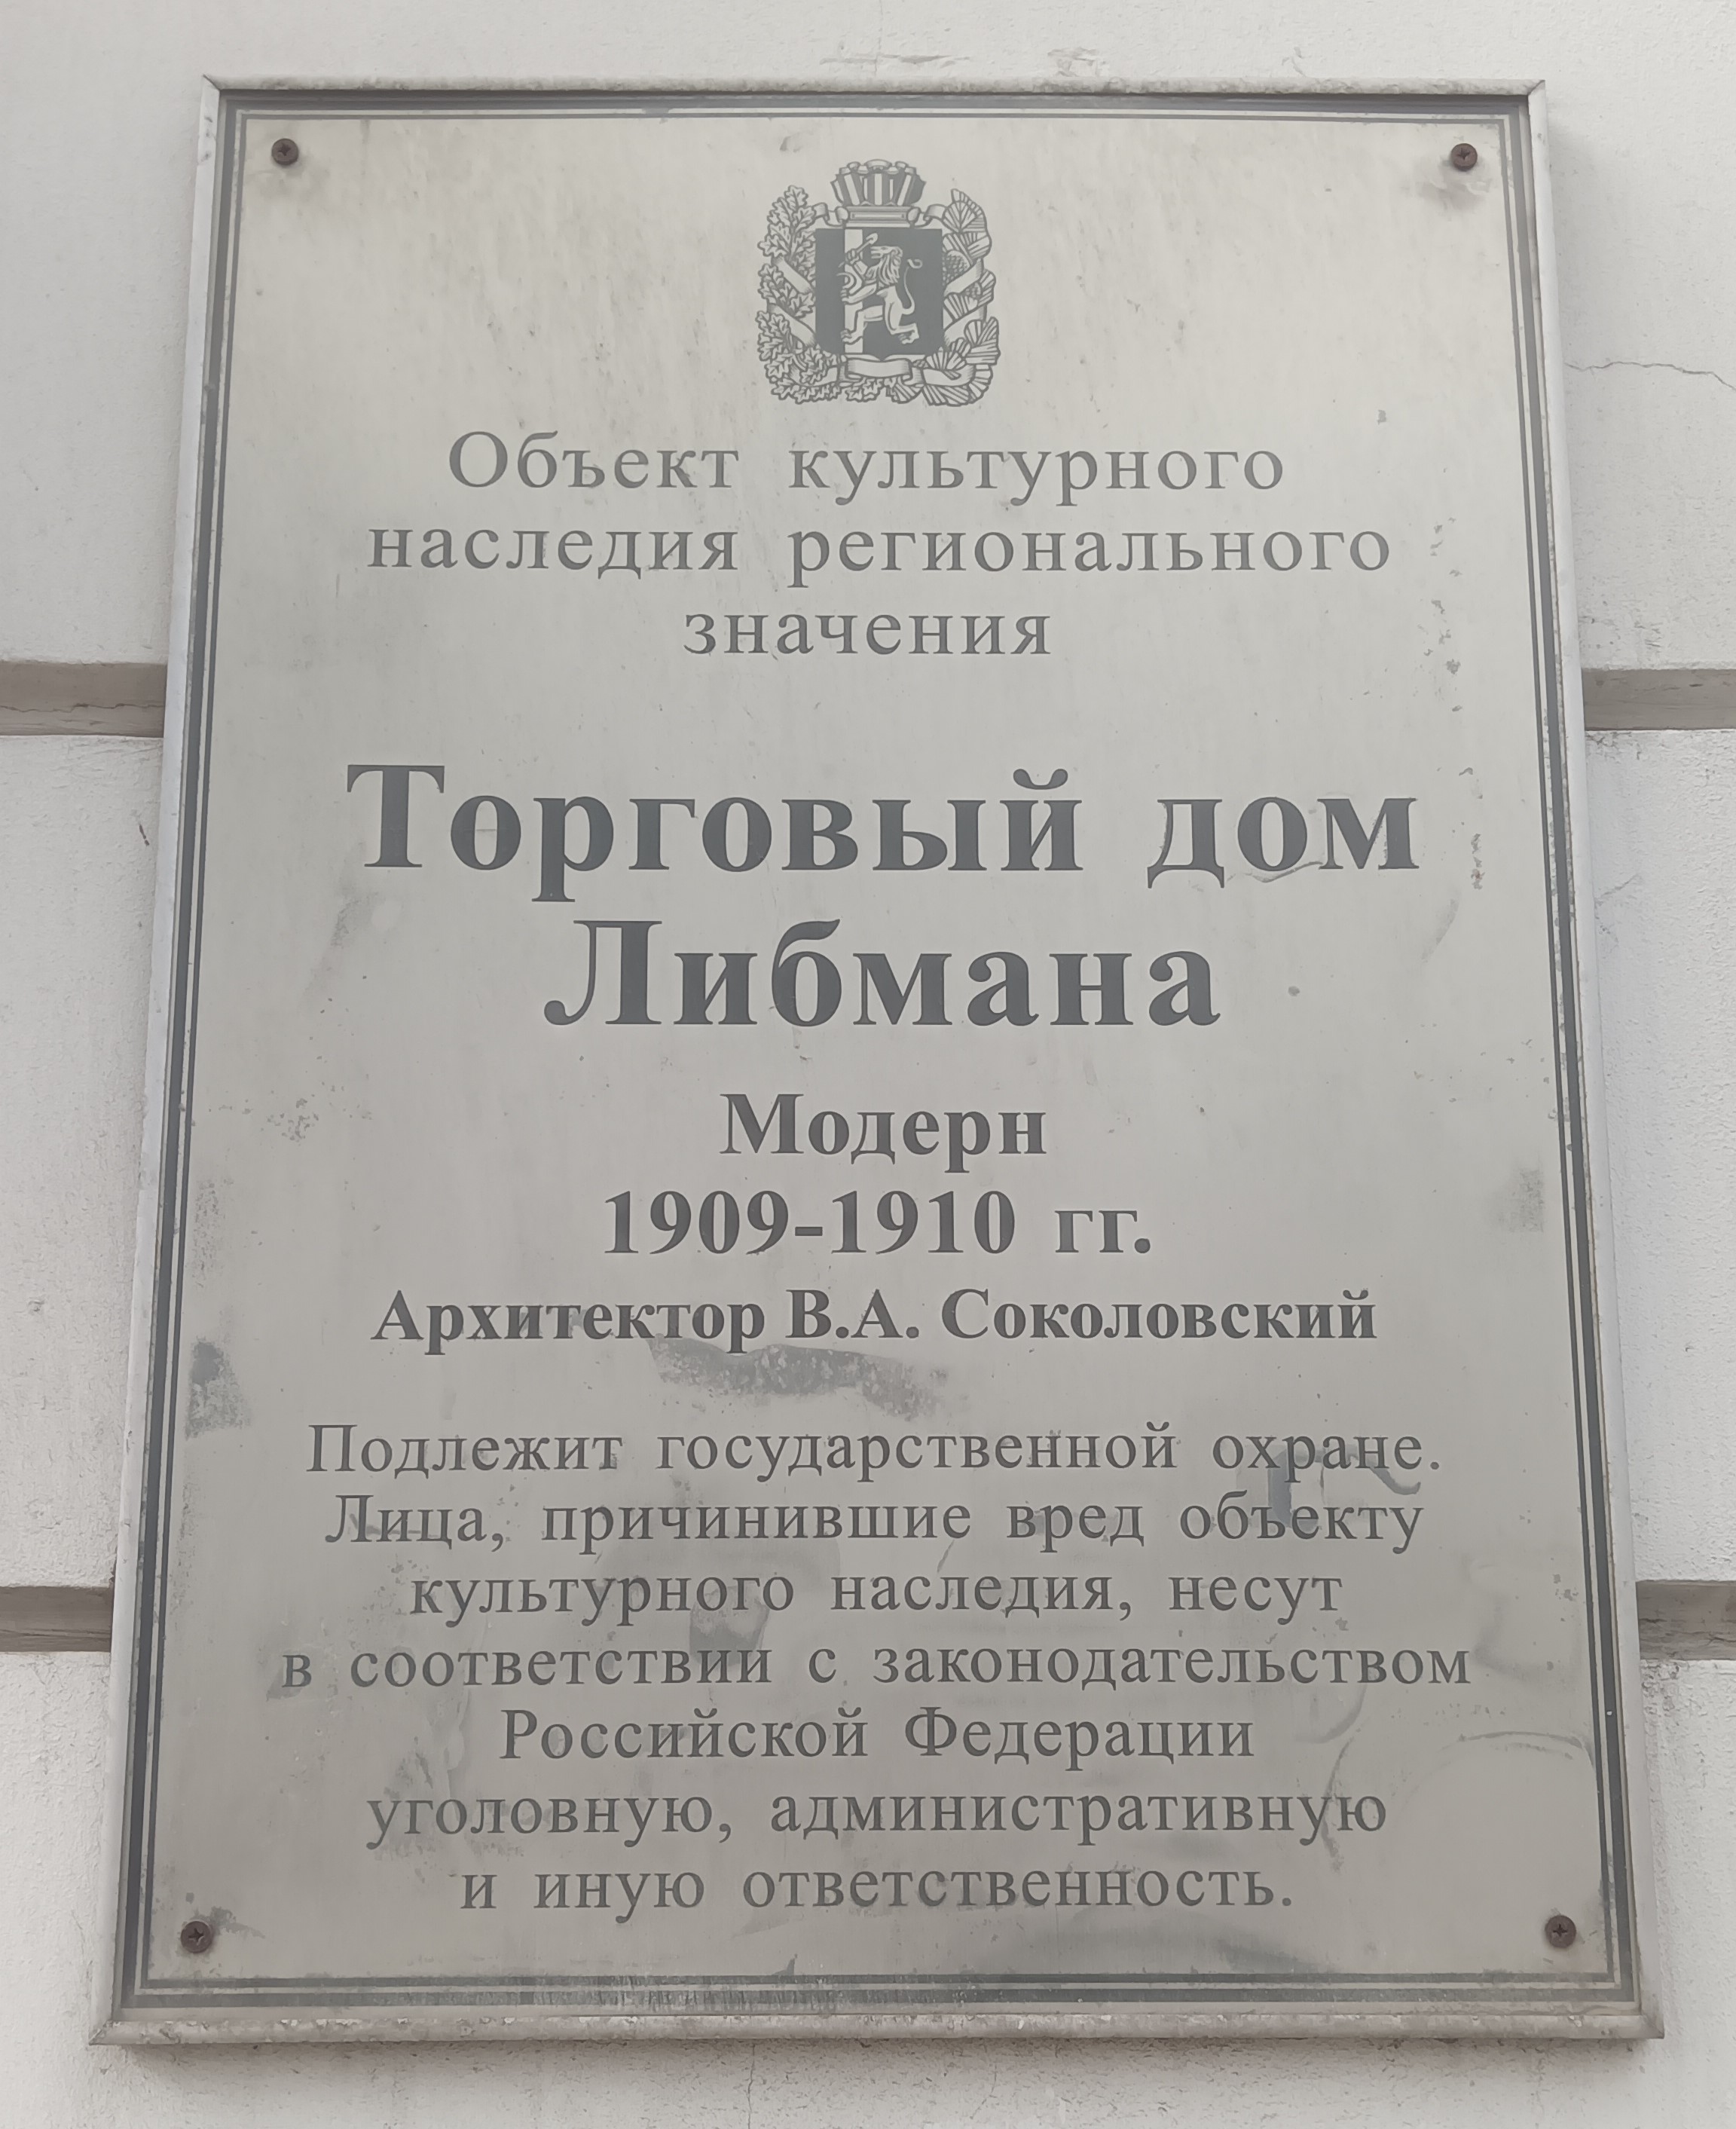 Объект культурного
наследия регионального
значения
Торговый дом
Либмана
Модерн
1909-1910 гг.
Архитектор В.А. Соколовский
Подлежит государственной охране.
Лица, причинившие вред объекту
культурного наследия, несут
в соответствии с законодательством
Российской Федерации
уголовную, административную
и иную ответственность.